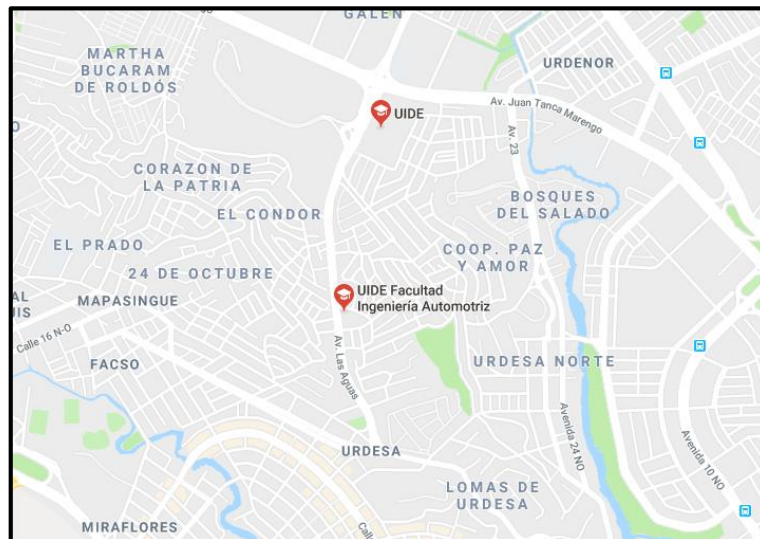 GALEN
MARTHA
BUCARAM
DE ROLDÓS
URDENOR
UIDE
Av. Juan Tanca Marengo
Av. 23
CORAZON DE
LA PATRIA
BOSQUES
DEL SALADO
EL CONDOR
EL PRADO
COOP. PAZ
Y AMOR
24 DE OCTUBRE
UIDE Facultad
Ingeniería Automotriz
MAPASINGUE
Calle 16 N-O
FACSO
Av. Las Aguas
URDESA NORTE
Avenida 24 NO
Avenida 10 NO
URDESA
LOMAS DE
URDESA
MIRAFLORES